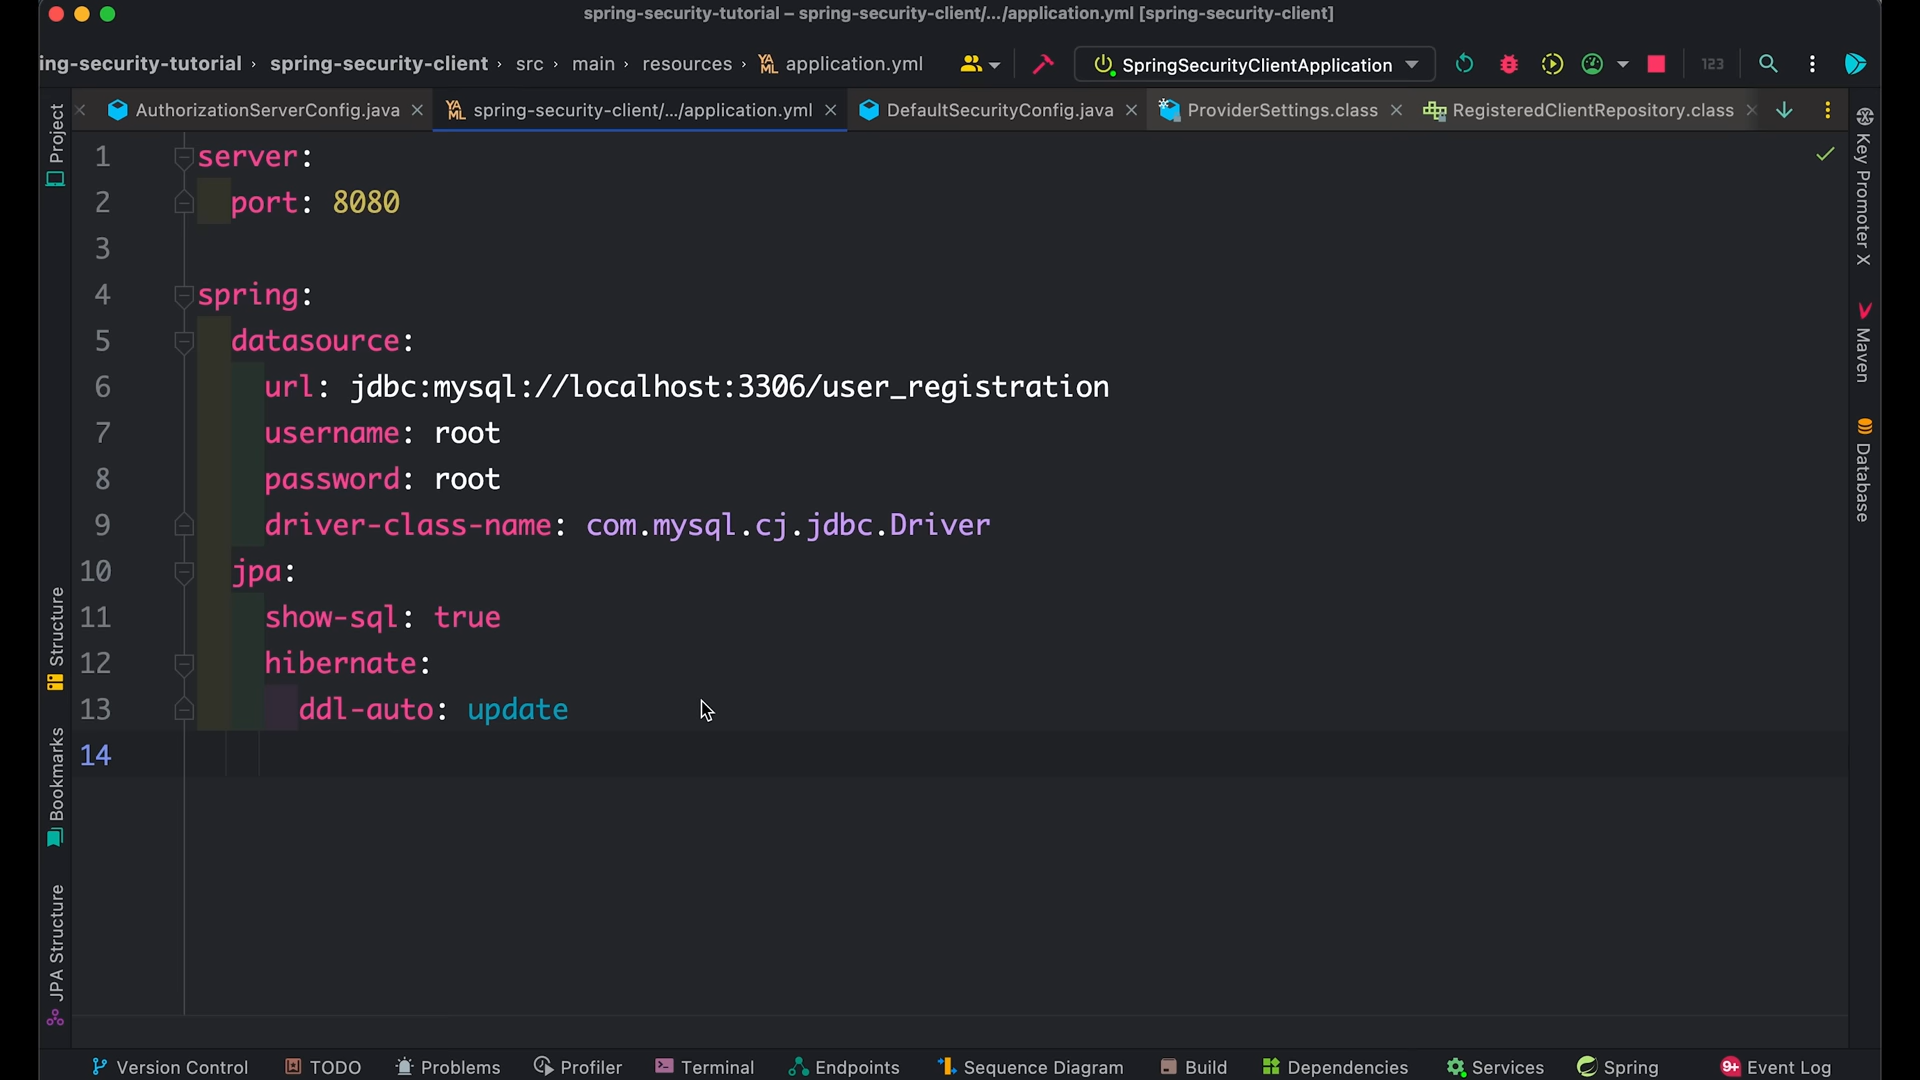 spring-security-tutorial – spring-security-client/.../application.yml [spring-security-client]
ing-security-tutorial › spring-security-client › src › main › resources › application.yml
SpringSecurityClientApplication
123
AuthorizationServerConfig.java
spring-security-client/.../application.yml
DefaultSecurityConfig.java
ProviderSettings.class
RegisteredClientRepository.class
Project
Structure
Bookmarks
JPA Structure
1 server:
2 port: 8080
3
4 spring:
5 datasource:
6 url: jdbc:mysql://localhost:3306/user_registration
7 username: root
8 password: root
9 driver-class-name: com.mysql.cj.jdbc.Driver
10 jpa:
11 show-sql: true
12 hibernate:
13 ddl-auto: update
14
Key Promoter X
Maven
Database
Version Control
TODO
Problems
Profiler
Terminal
Endpoints
Sequence Diagram
Build
Dependencies
Services
Spring
9+ Event Log